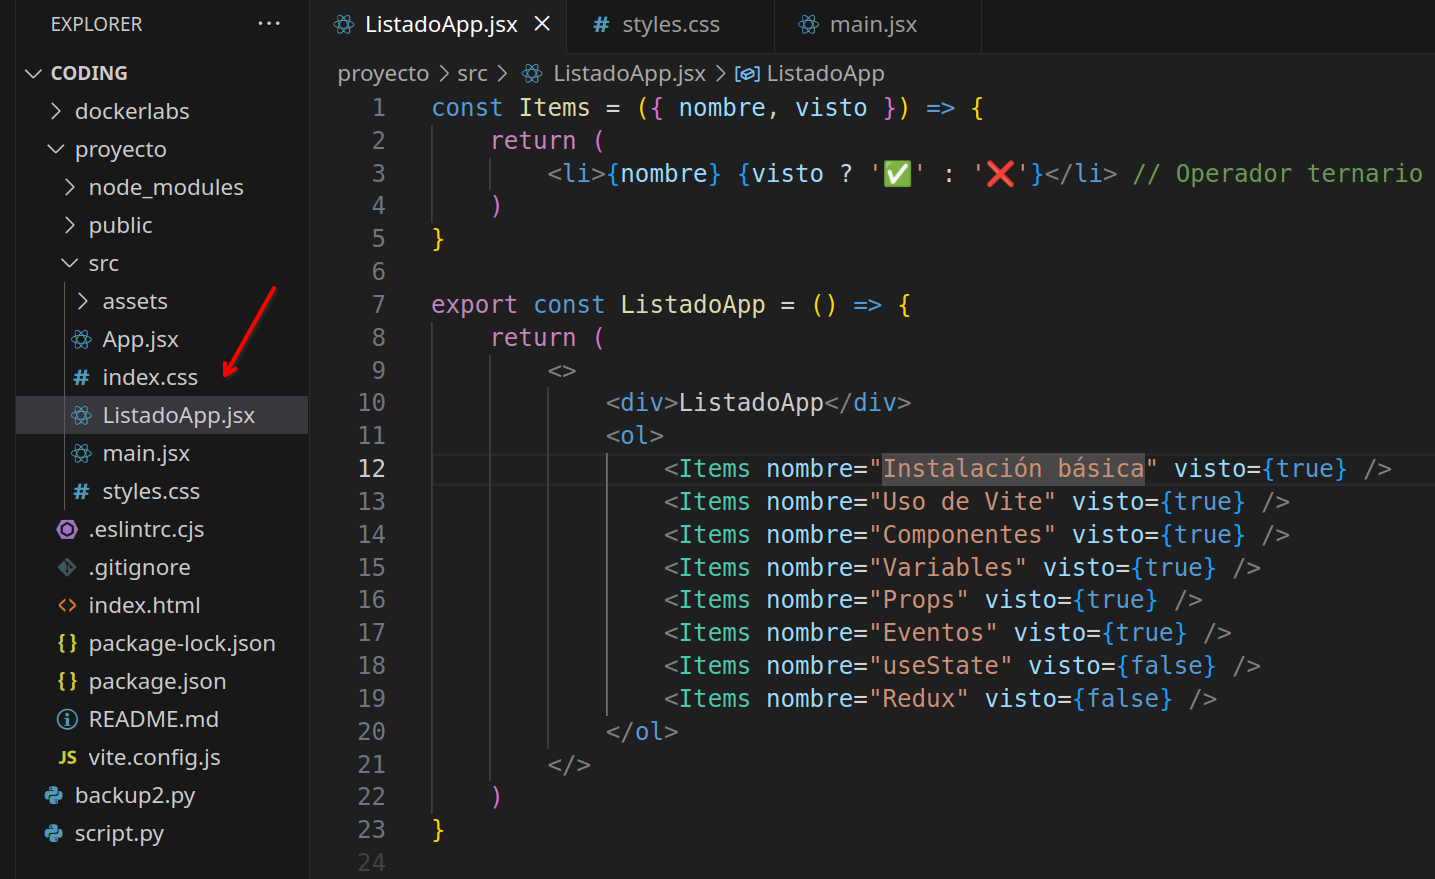 EXPLORER ···
CODING
dockerlabs
proyecto
node_modules
public
src
assets
App.jsx
# index.css
ListadoApp.jsx
main.jsx
# styles.css
.eslintrc.cjs
.gitignore
<> index.html
{} package-lock.json
{} package.json
README.md
JS vite.config.js
backup2.py
script.py
ListadoApp.jsx × # styles.css main.jsx
proyecto > src > ListadoApp.jsx > ListadoApp
1 const Items = ({ nombre, visto }) => {
2     return (
3         <li>{nombre} {visto ? '✅' : '❌'}</li> // Operador ternario
4     )
5 }
6
7 export const ListadoApp = () => {
8     return (
9         <>
10             <div>ListadoApp</div>
11             <ol>
12                 <Items nombre="Instalación básica" visto={true} />
13                 <Items nombre="Uso de Vite" visto={true} />
14                 <Items nombre="Componentes" visto={true} />
15                 <Items nombre="Variables" visto={true} />
16                 <Items nombre="Props" visto={true} />
17                 <Items nombre="Eventos" visto={true} />
18                 <Items nombre="useState" visto={false} />
19                 <Items nombre="Redux" visto={false} />
20             </ol>
21         </>
22     )
23 }
24